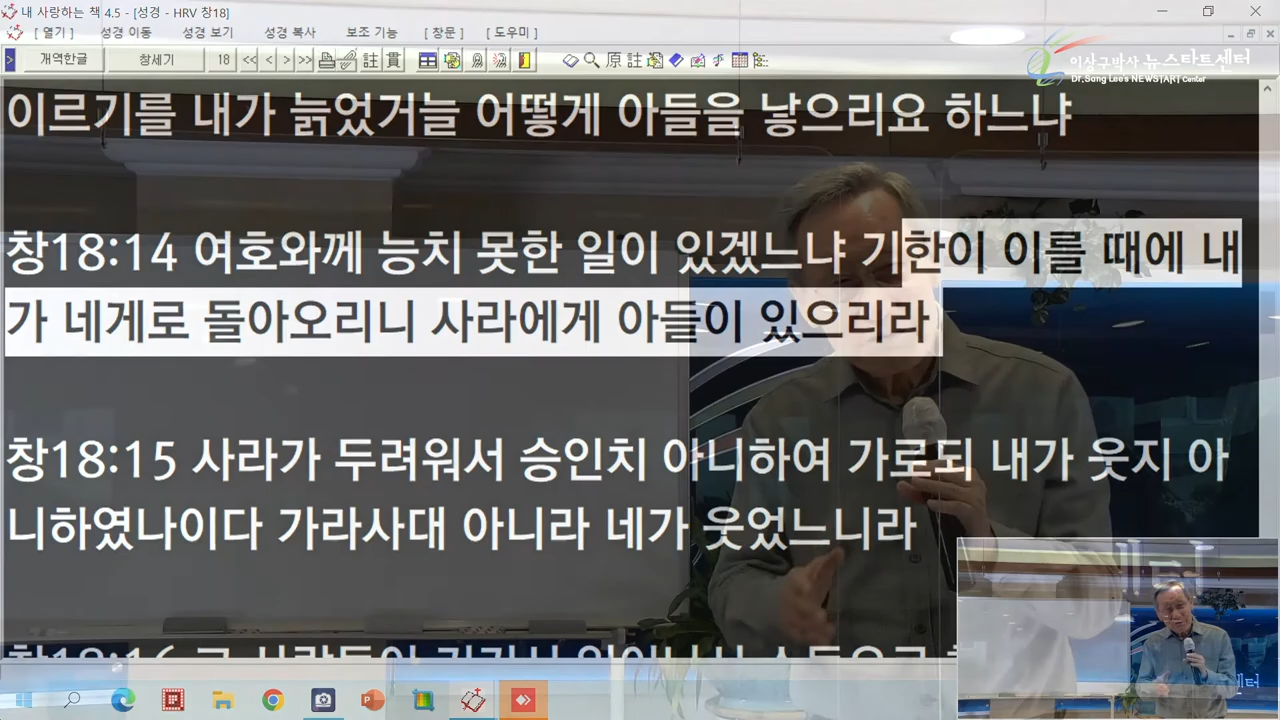 내 사랑하는 책 4.5 - [성경 - HRV 창18]
[ 열기 ] 성경 이동 성경 보기 성경 복사 보조 기능 [ 창문 ] [ 도우미 ]
개역한글 창세기 18 << < > >> 註 貫 原 註
이상구박사 뉴스타트센터
Dr.Sang Lee's NEWSTART Center
이르기를 내가 늙었거늘 어떻게 아들을 낳으리요 하느냐
창18:14 여호와께 능치 못한 일이 있겠느냐 기한이 이를 때에 내
가 네게로 돌아오리니 사라에게 아들이 있으리라
창18:15 사라가 두려워서 승인치 아니하여 가로되 내가 웃지 아
니하였나이다 가라사대 아니라 네가 웃었느니라
센터